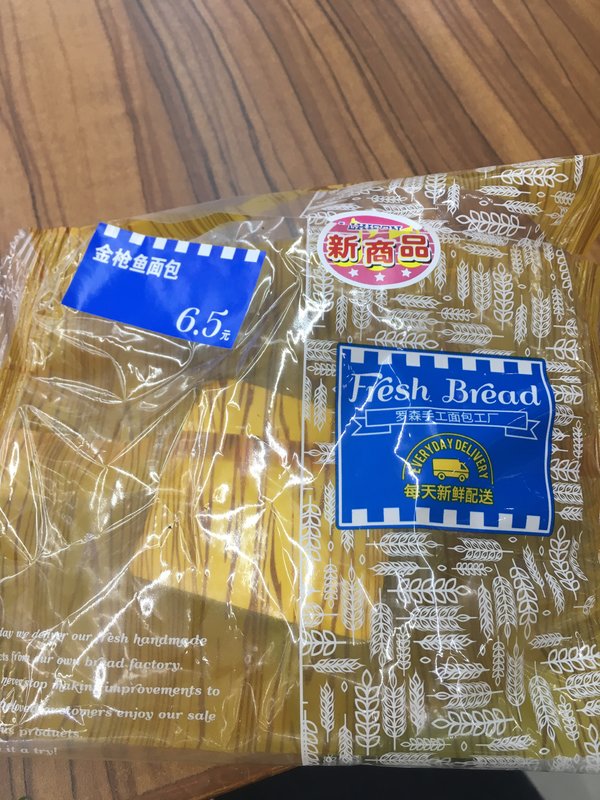 金枪鱼面包
6.5元
新商品
Fresh Bread
罗森手工面包工厂
EVERYDAY DELIVERY
每天新鲜配送
day we deliver our fresh handmade
from our own bread factory.
never stop making improvements to
customers enjoy our sale
products.
it a try!